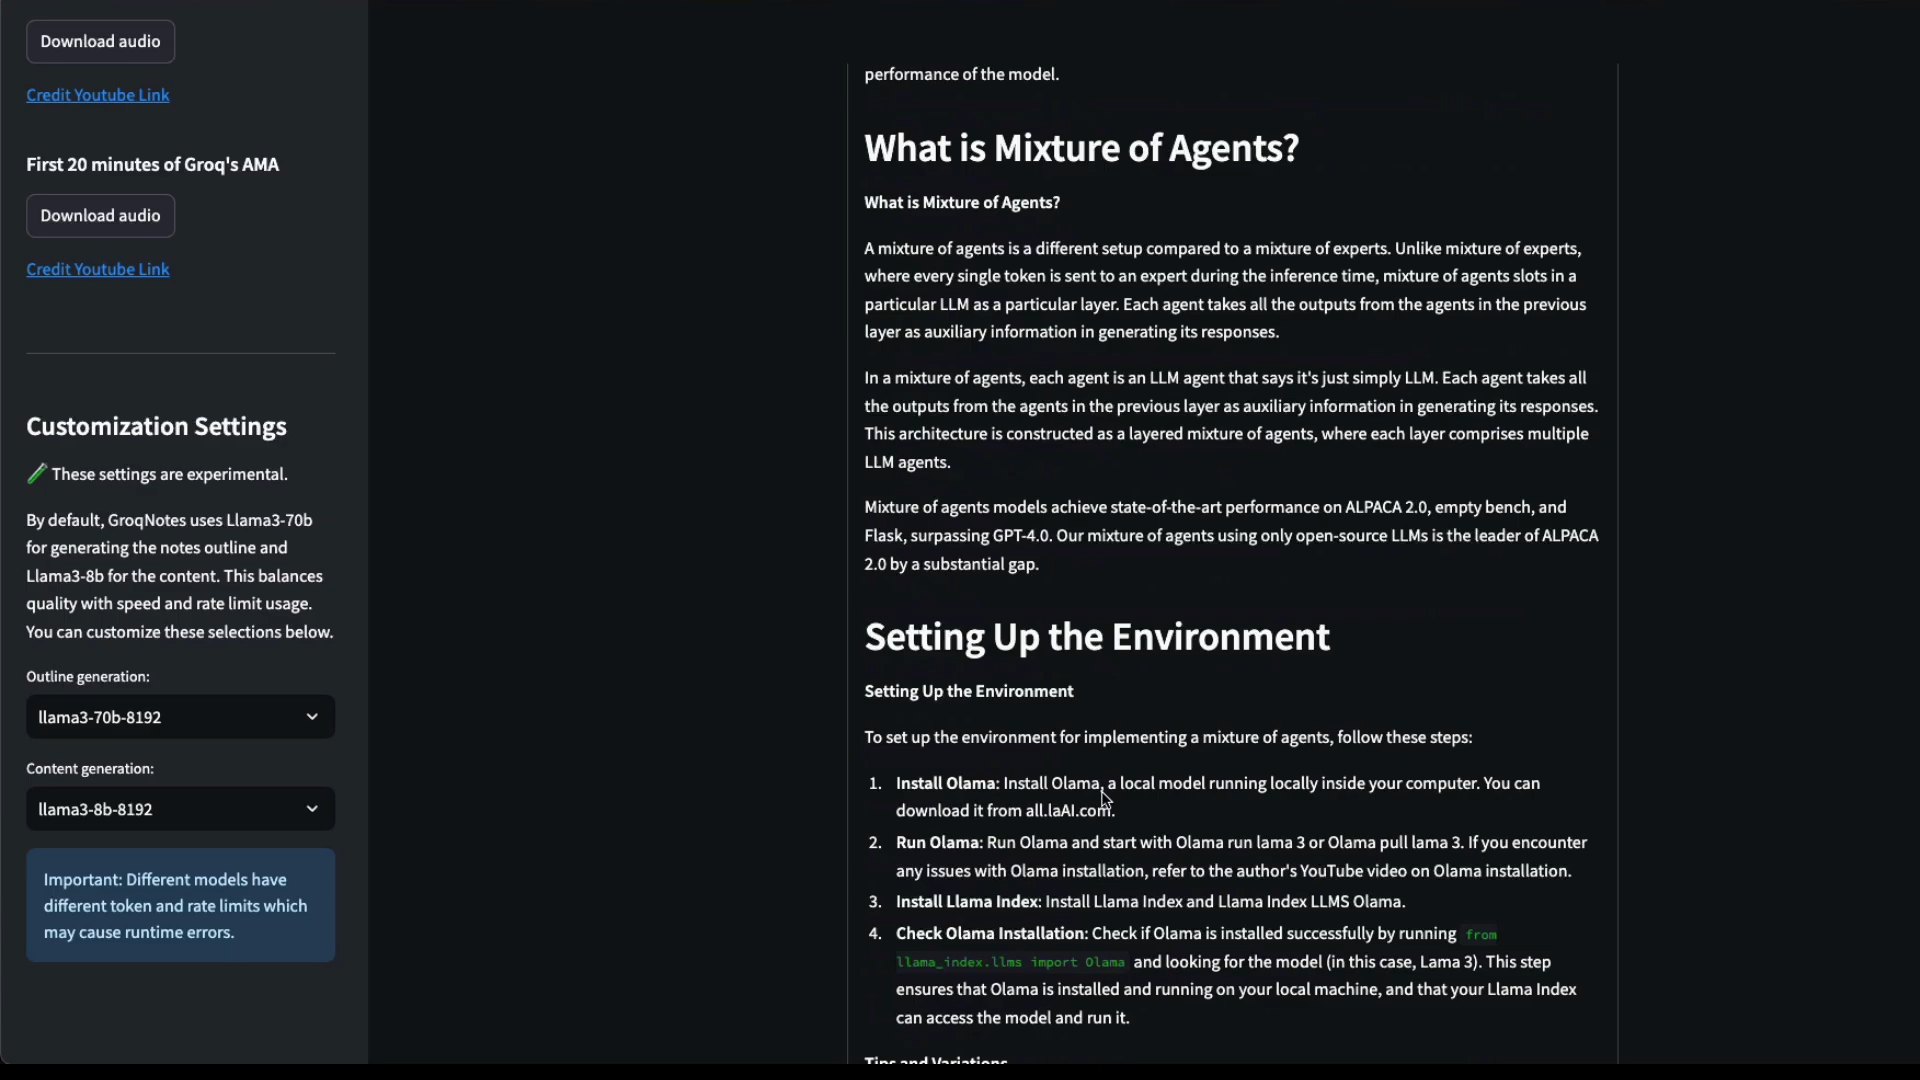 Download audio
Credit Youtube Link
First 20 minutes of Groq's AMA
Download audio
Credit Youtube Link
Customization Settings
These settings are experimental.
By default, GroqNotes uses Llama3-70b
for generating the notes outline and
Llama3-8b for the content. This balances
quality with speed and rate limit usage.
You can customize these selections below.
Outline generation:
llama3-70b-8192
Content generation:
llama3-8b-8192
Important: Different models have
different token and rate limits which
may cause runtime errors.
performance of the model.
What is Mixture of Agents?
What is Mixture of Agents?
A mixture of agents is a different setup compared to a mixture of experts. Unlike mixture of experts,
where every single token is sent to an expert during the inference time, mixture of agents slots in a
particular LLM as a particular layer. Each agent takes all the outputs from the agents in the previous
layer as auxiliary information in generating its responses.
In a mixture of agents, each agent is an LLM agent that says it's just simply LLM. Each agent takes all
the outputs from the agents in the previous layer as auxiliary information in generating its responses.
This architecture is constructed as a layered mixture of agents, where each layer comprises multiple
LLM agents.
Mixture of agents models achieve state-of-the-art performance on ALPACA 2.0, empty bench, and
Flask, surpassing GPT-4.0. Our mixture of agents using only open-source LLMs is the leader of ALPACA
2.0 by a substantial gap.
Setting Up the Environment
Setting Up the Environment
To set up the environment for implementing a mixture of agents, follow these steps:
1. Install Olama: Install Olama, a local model running locally inside your computer. You can
download it from all.laAI.com.
2. Run Olama: Run Olama and start with Olama run lama 3 or Olama pull lama 3. If you encounter
any issues with Olama installation, refer to the author's YouTube video on Olama installation.
3. Install Llama Index: Install Llama Index and Llama Index LLMS Olama.
4. Check Olama Installation: Check if Olama is installed successfully by running from
llama_index.llms import Olama and looking for the model (in this case, Lama 3). This step
ensures that Olama is installed and running on your local machine, and that your Llama Index
can access the model and run it.
Tips and Variations